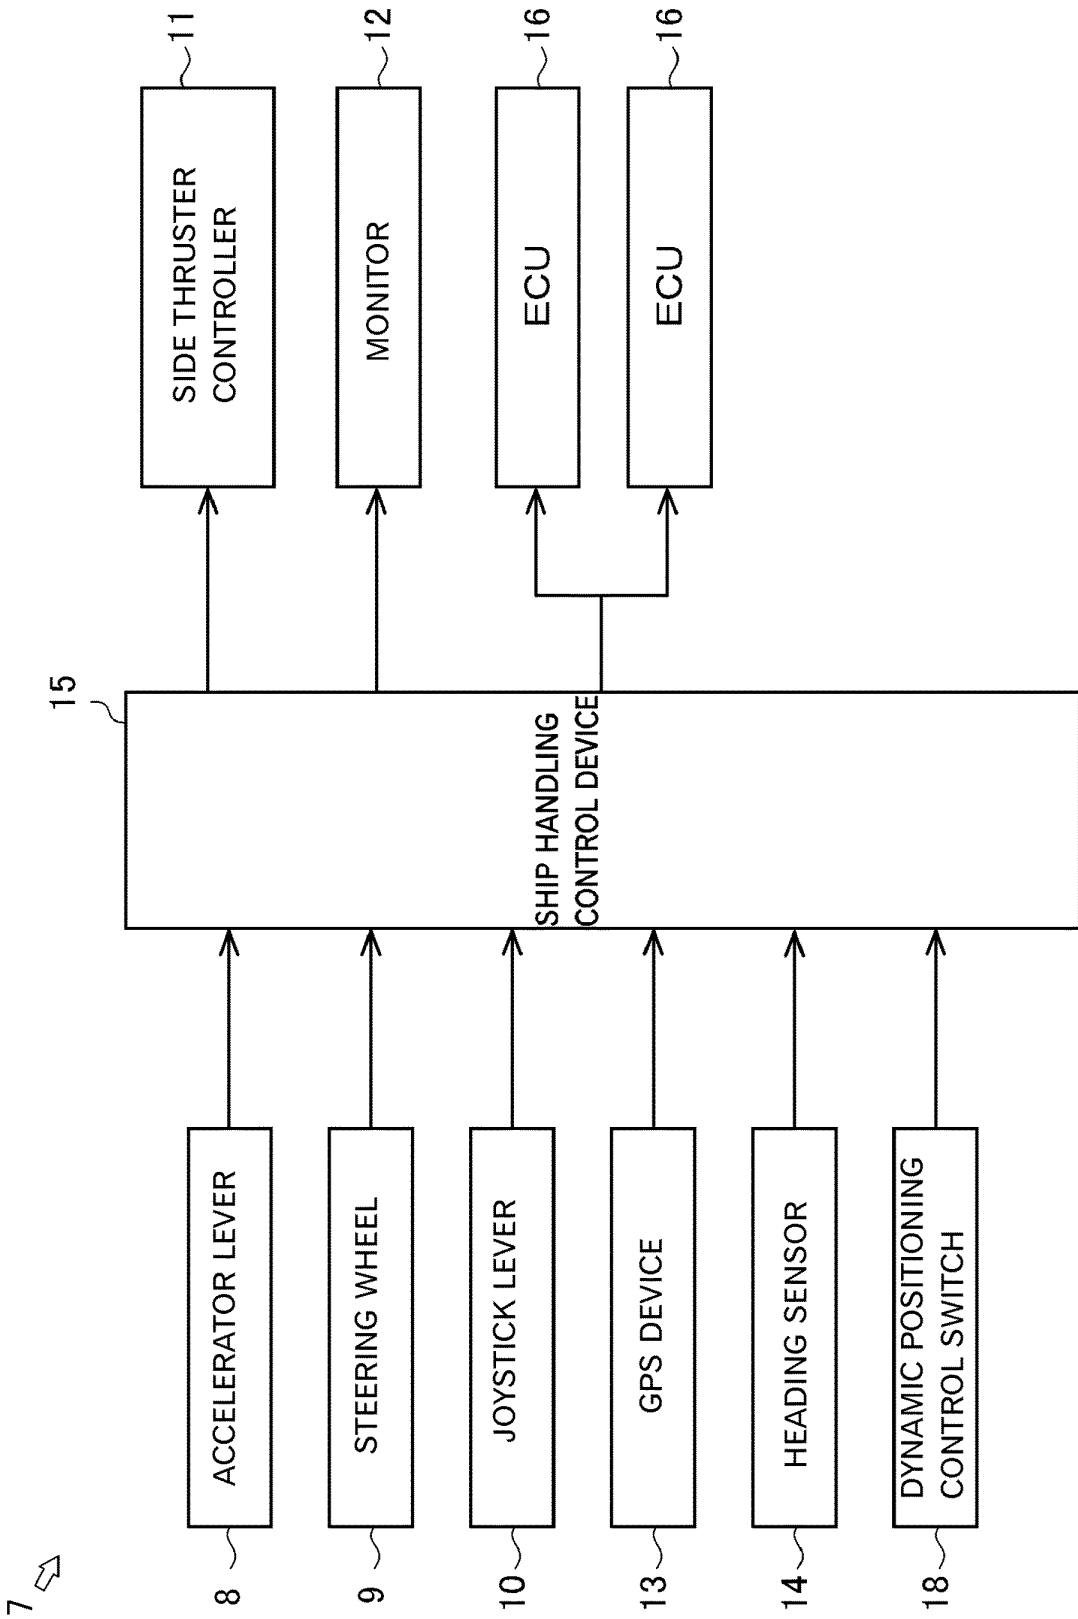 7
8
ACCELERATOR LEVER
9
STEERING WHEEL
10
JOYSTICK LEVER
13
GPS DEVICE
14
HEADING SENSOR
18
DYNAMIC POSITIONING
CONTROL SWITCH
15
SHIP HANDLING
CONTROL DEVICE
SIDE THRUSTER
CONTROLLER
11
MONITOR
12
ECU
16
ECU
16